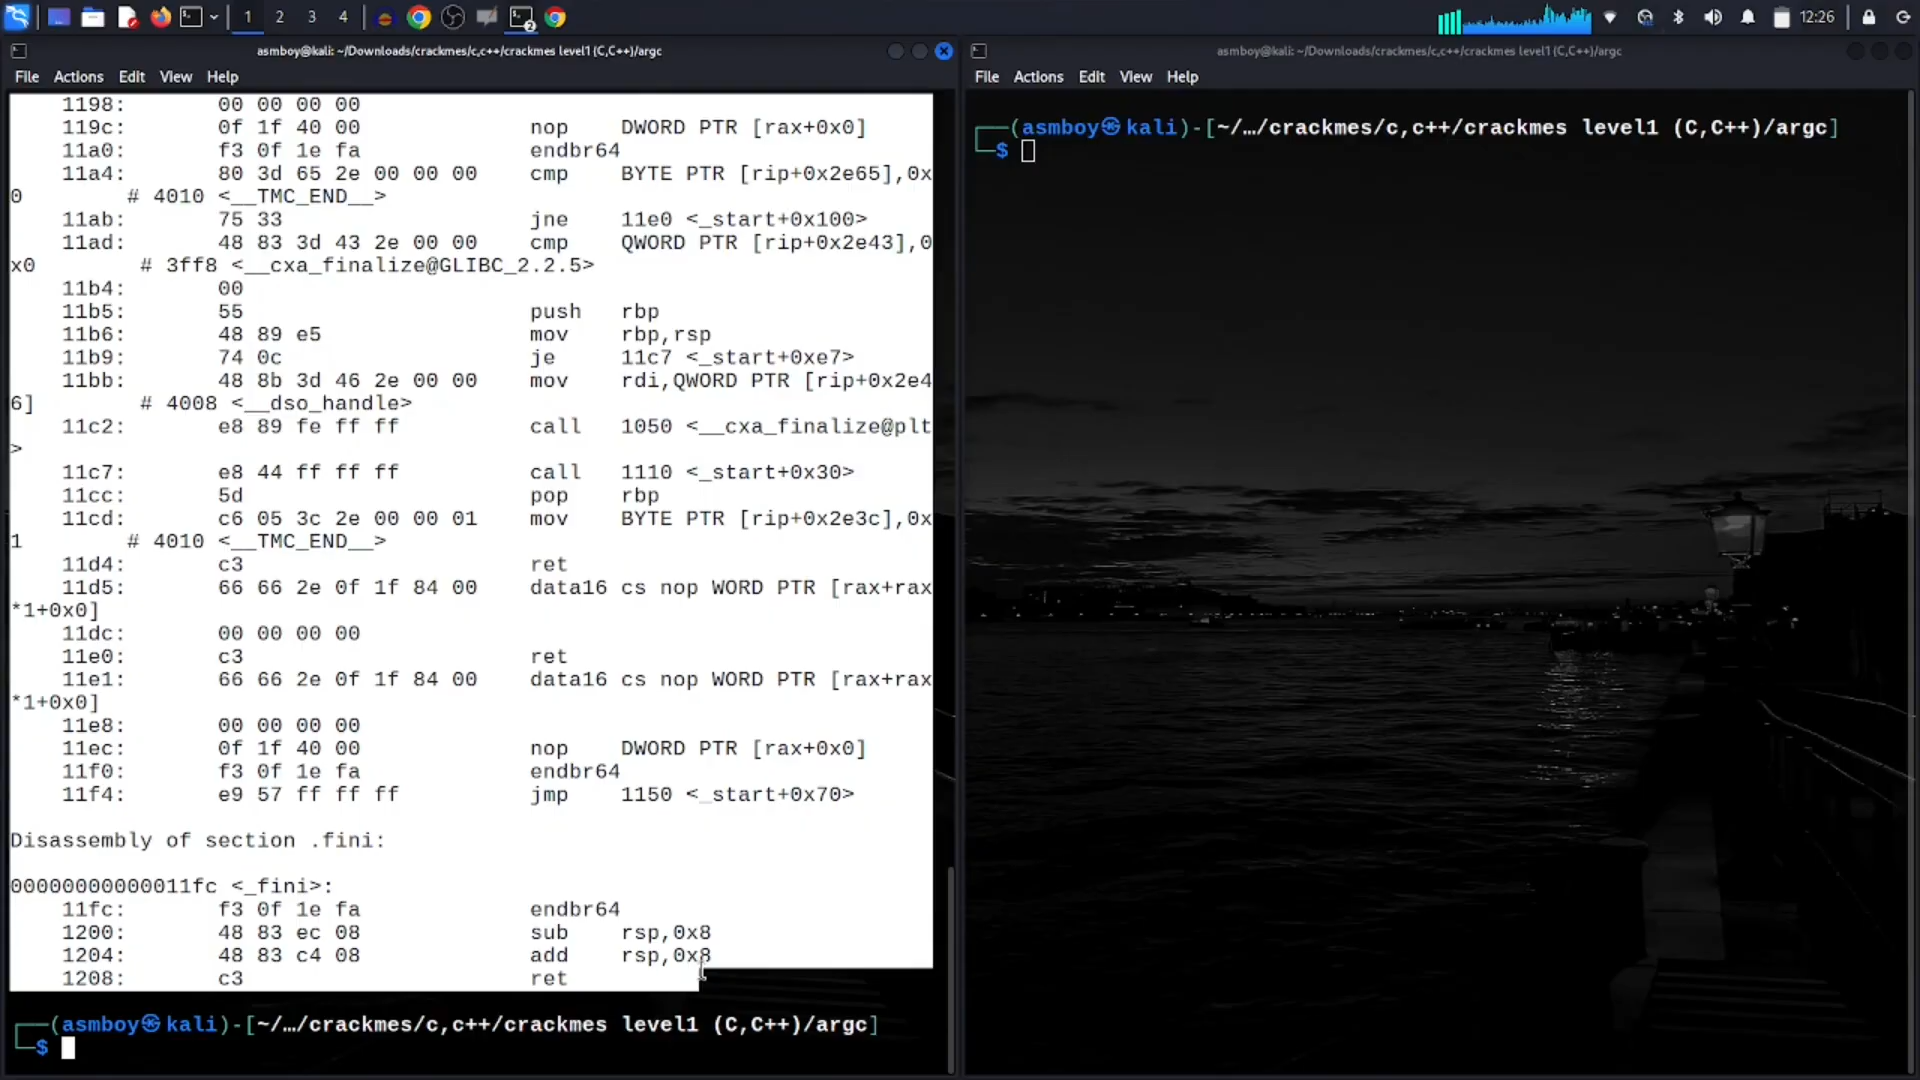 1 2 3 4 2 12:26
asmboy@kali: ~/Downloads/crackmes/c,c++/crackmes level1 (C,C++)/argc
File Actions Edit View Help
1198: 00 00 00 00
119c: 0f 1f 40 00 nop DWORD PTR [rax+0x0]
11a0: f3 0f 1e fa endbr64
11a4: 80 3d 65 2e 00 00 00 cmp BYTE PTR [rip+0x2e65],0x
0 # 4010 <__TMC_END__>
11ab: 75 33 jne 11e0 <_start+0x100>
11ad: 48 83 3d 43 2e 00 00 cmp QWORD PTR [rip+0x2e43],0
x0 # 3ff8 <__cxa_finalize@GLIBC_2.2.5>
11b4: 00
11b5: 55 push rbp
11b6: 48 89 e5 mov rbp,rsp
11b9: 74 0c je 11c7 <_start+0xe7>
11bb: 48 8b 3d 46 2e 00 00 mov rdi,QWORD PTR [rip+0x2e4
6] # 4008 <__dso_handle>
11c2: e8 89 fe ff ff call 1050 <__cxa_finalize@plt
>
11c7: e8 44 ff ff ff call 1110 <_start+0x30>
11cc: 5d pop rbp
11cd: c6 05 3c 2e 00 00 01 mov BYTE PTR [rip+0x2e3c],0x
1 # 4010 <__TMC_END__>
11d4: c3 ret
11d5: 66 66 2e 0f 1f 84 00 data16 cs nop WORD PTR [rax+rax
*1+0x0]
11dc: 00 00 00 00
11e0: c3 ret
11e1: 66 66 2e 0f 1f 84 00 data16 cs nop WORD PTR [rax+rax
*1+0x0]
11e8: 00 00 00 00
11ec: 0f 1f 40 00 nop DWORD PTR [rax+0x0]
11f0: f3 0f 1e fa endbr64
11f4: e9 57 ff ff ff jmp 1150 <_start+0x70>
Disassembly of section .fini:
00000000000011fc <_fini>:
11fc: f3 0f 1e fa endbr64
1200: 48 83 ec 08 sub rsp,0x8
1204: 48 83 c4 08 add rsp,0x8
1208: c3 ret
┌──(asmboy㉿kali)-[~/…/crackmes/c,c++/crackmes level1 (C,C++)/argc]
└─$
asmboy@kali: ~/Downloads/crackmes/c,c++/crackmes level1 (C,C++)/argc
File Actions Edit View Help
┌──(asmboy㉿kali)-[~/…/crackmes/c,c++/crackmes level1 (C,C++)/argc]
└─$